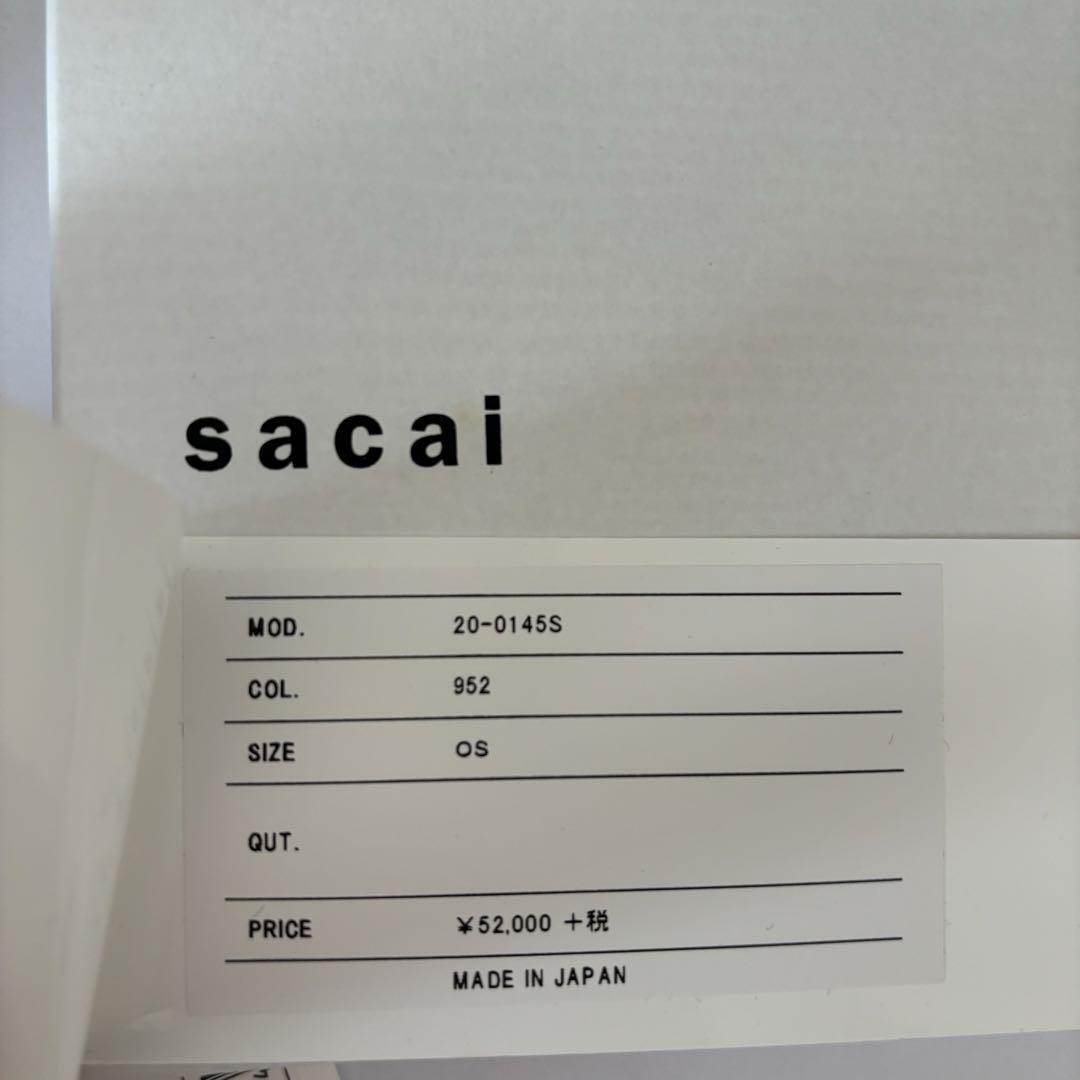 sacai
MOD. 20-0145S
COL. 952
SIZE OS
QUT.
PRICE ¥52,000 +税
MADE IN JAPAN